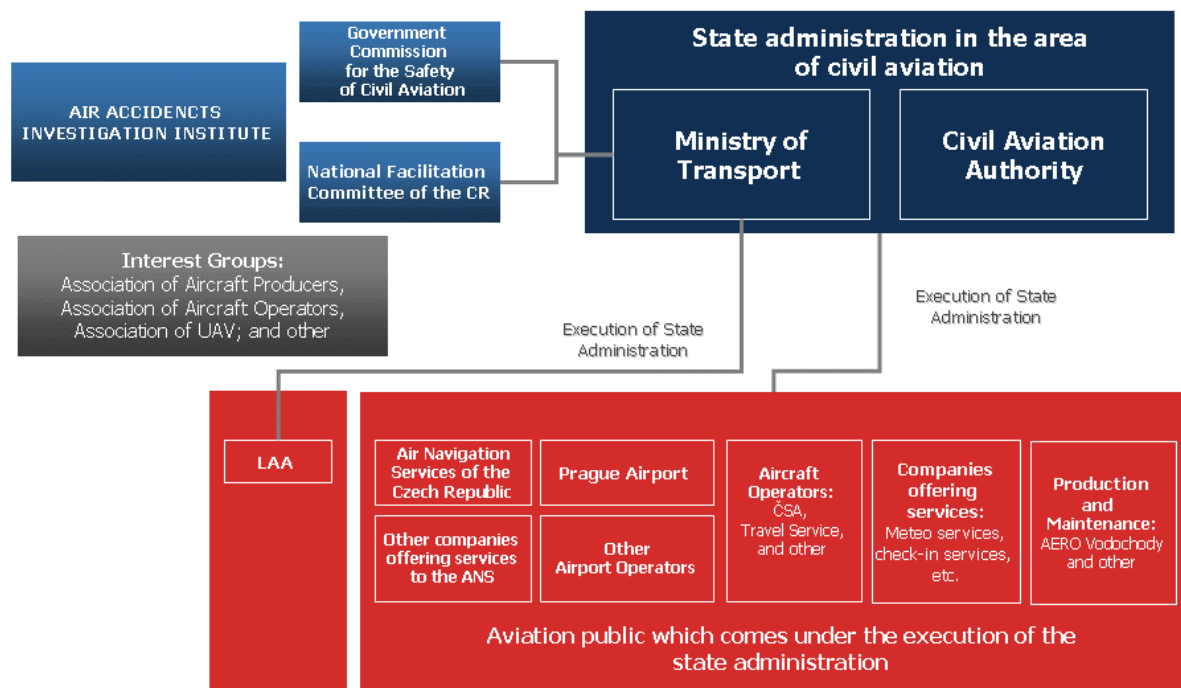 Government
Commission
for the Safety
of Civil Aviation
State administration in the area
of civil aviation
AIR ACCIDENCTS
INVESTIGATION INSTITUTE
National Facilitation
Committee of the CR
Ministry of
Transport
Civil Aviation
Authority
Interest Groups:
Association of Aircraft Producers,
Association of Aircraft Operators,
Association of UAV; and other
Execution of State
Administration
Execution of State
Administration
LAA
Air Navigation
Services of the
Czech Republic
Prague Airport
Aircraft
Operators:
ČSA,
Travel Service,
and other
Companies
offering
services:
Meteo services,
check-in services,
etc.
Production
and
Maintenance:
AERO Vodochody
and other
Other companies
offering services
to the ANS
Other
Airport Operators
Aviation public which comes under the execution of the
state administration